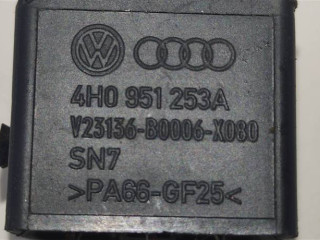 4H0 951 253A
V23136-B0006-X080
SN7
>PA66-GF25<